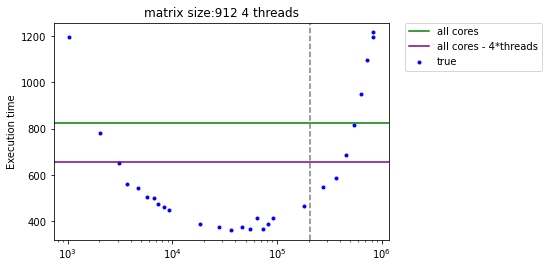 matrix size:912 4 threads
all cores
all cores - 4*threads
true
Execution time
1200
1000
800
600
400
10³
10⁴
10⁵
10⁶